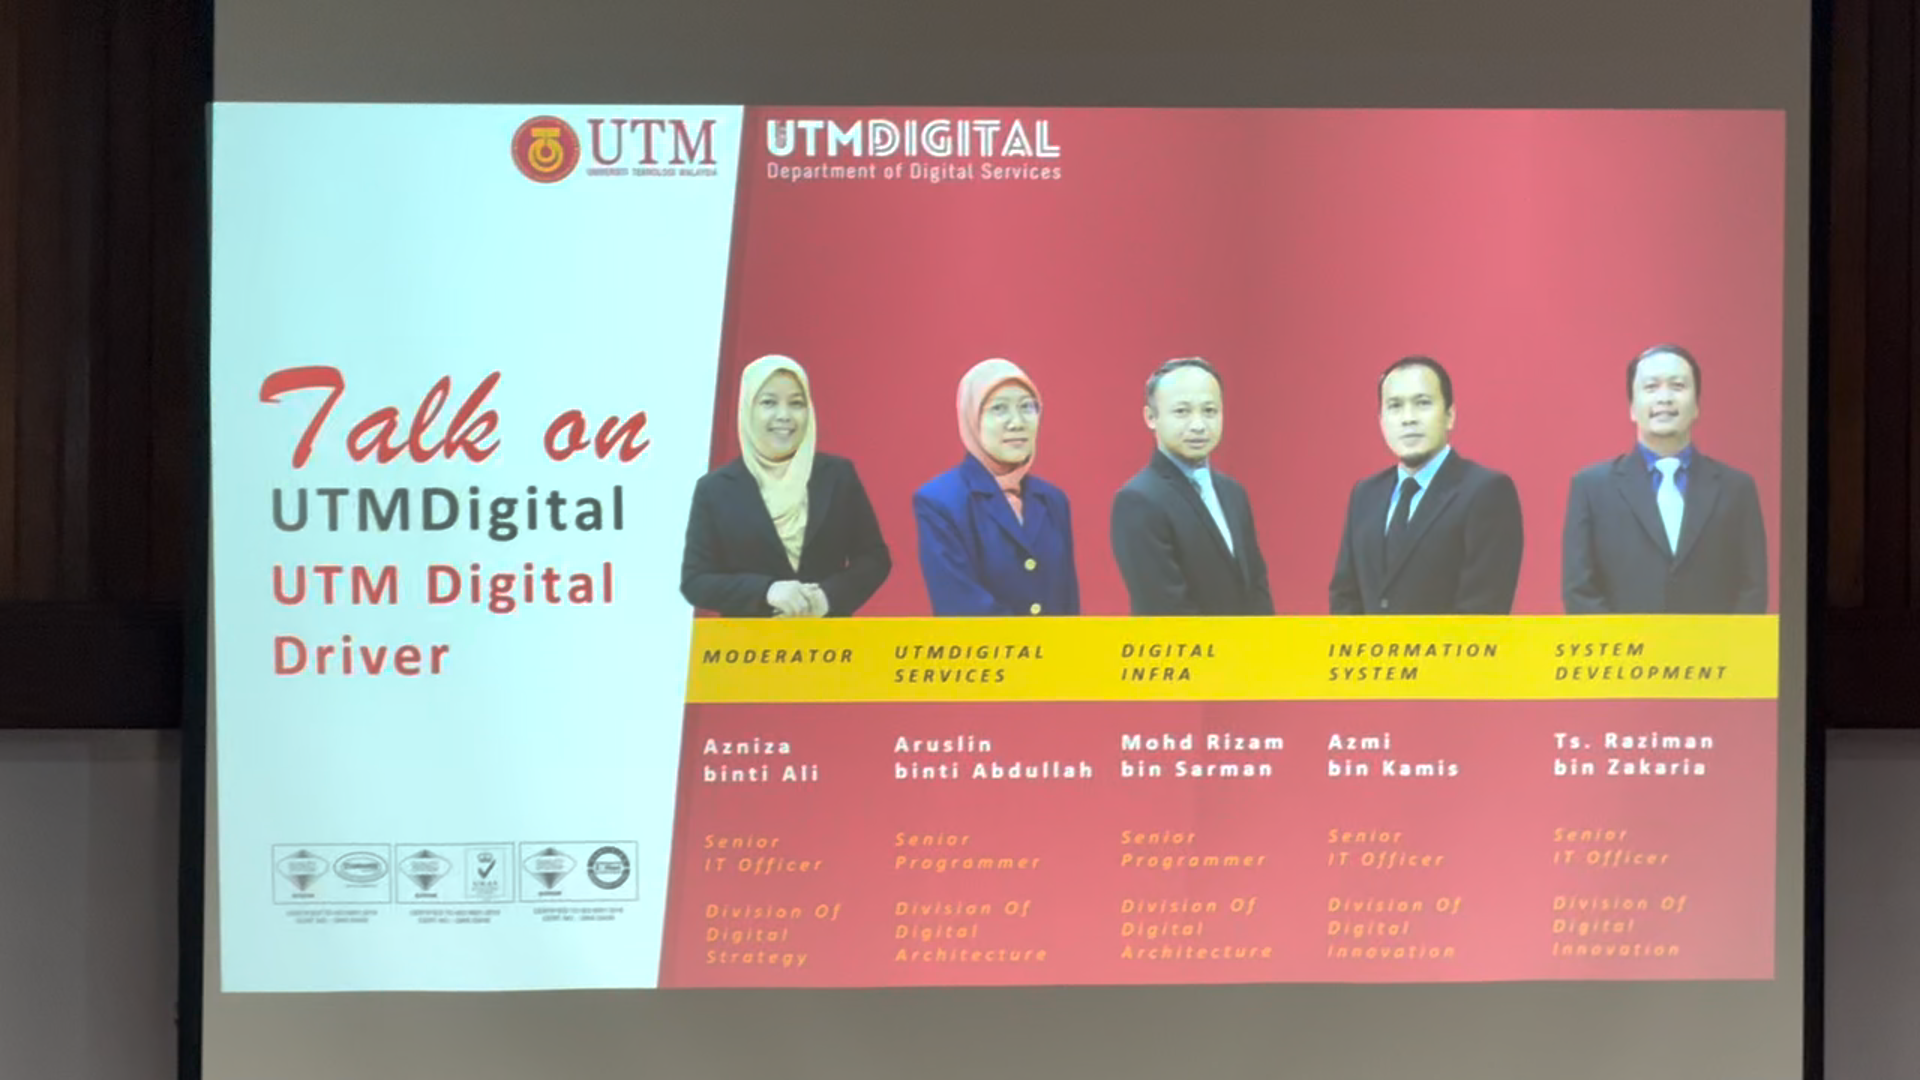 UTM
UNIVERSITI TEKNOLOGI MALAYSIA
UTMDIGITAL
Department of Digital Services
Talk on
UTMDigital
UTM Digital
Driver
MODERATOR
Azniza
binti Ali
Senior
IT Officer
Division Of
Digital
Strategy
UTMDIGITAL
SERVICES
Aruslin
binti Abdullah
Senior
Programmer
Division Of
Digital
Architecture
DIGITAL
INFRA
Mohd Rizam
bin Sarman
Senior
Programmer
Division Of
Digital
Architecture
INFORMATION
SYSTEM
Azmi
bin Kamis
Senior
IT Officer
Division Of
Digital
Innovation
SYSTEM
DEVELOPMENT
Ts. Raziman
bin Zakaria
Senior
IT Officer
Division Of
Digital
Innovation